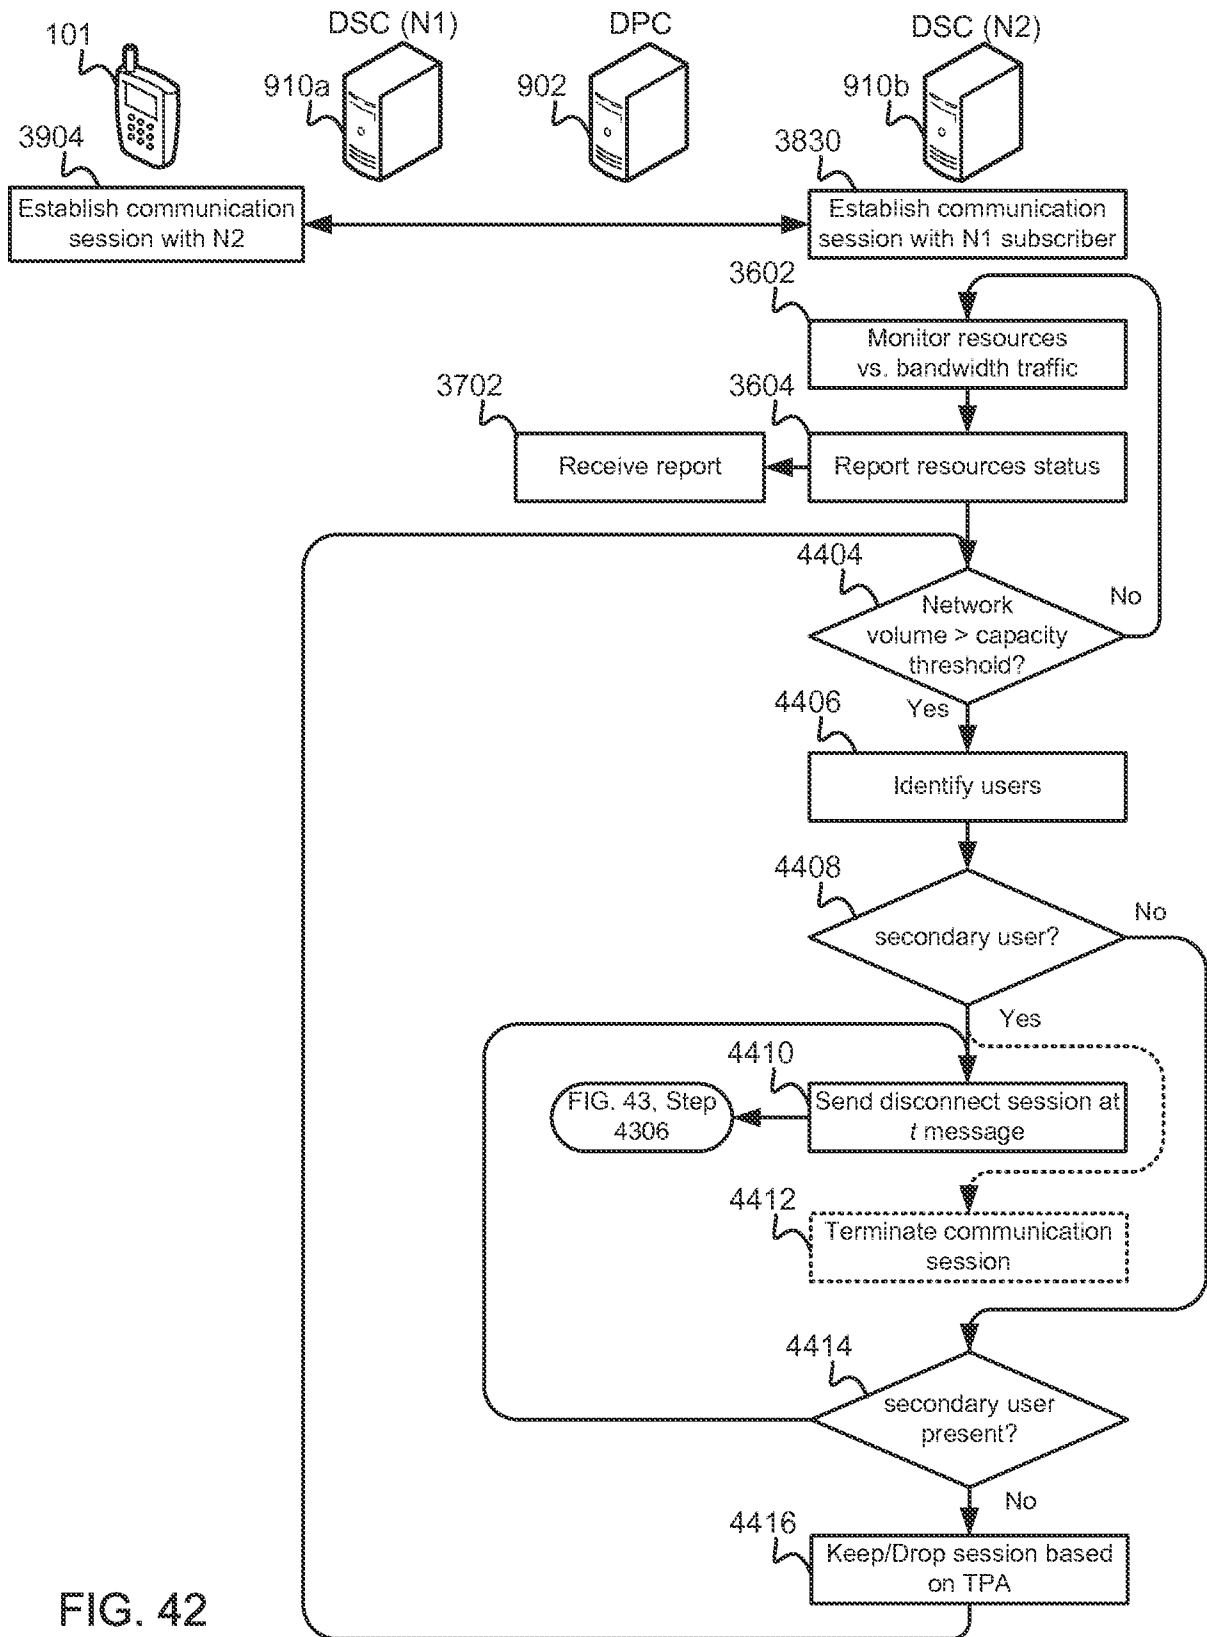 DSC (N1)
DPC
DSC (N2)
101
910a
902
910b
3904
3830
Establish communication
session with N2
Establish communication
session with N1 subscriber
3602
Monitor resources
vs. bandwidth traffic
3702
3604
Receive report
Report resources status
4404
Network
volume > capacity
threshold?
No
Yes
4406
Identify users
4408
secondary user?
No
Yes
4410
FIG. 43, Step
4306
Send disconnect session at
t message
4412
Terminate communication
session
4414
secondary user
present?
No
4416
Keep/Drop session based
on TPA
FIG. 42